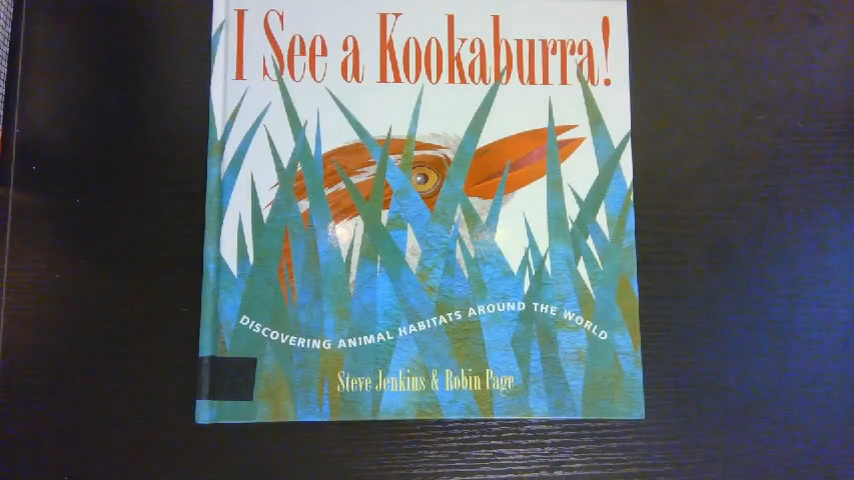 I See a Kookaburra!
DISCOVERING ANIMAL HABITATS AROUND THE WORLD
Steve Jenkins & Robin Page